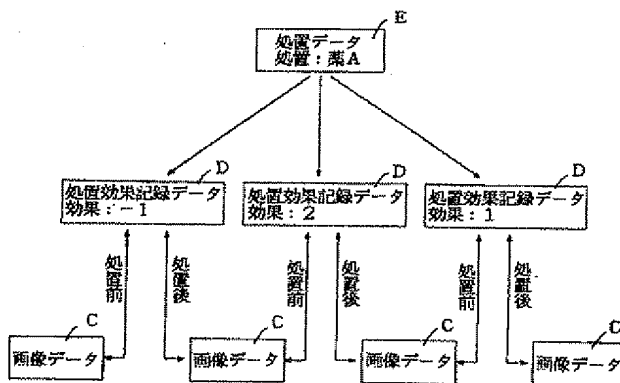 E
処置データ
処置：薬A
D
処置効果記録データ
効果：－1
D
処置効果記録データ
効果：2
D
処置効果記録データ
効果：1
処置前
処置後
処置前
処置後
処置前
処置後
C
画像データ
C
画像データ
C
画像データ
C
画像データ